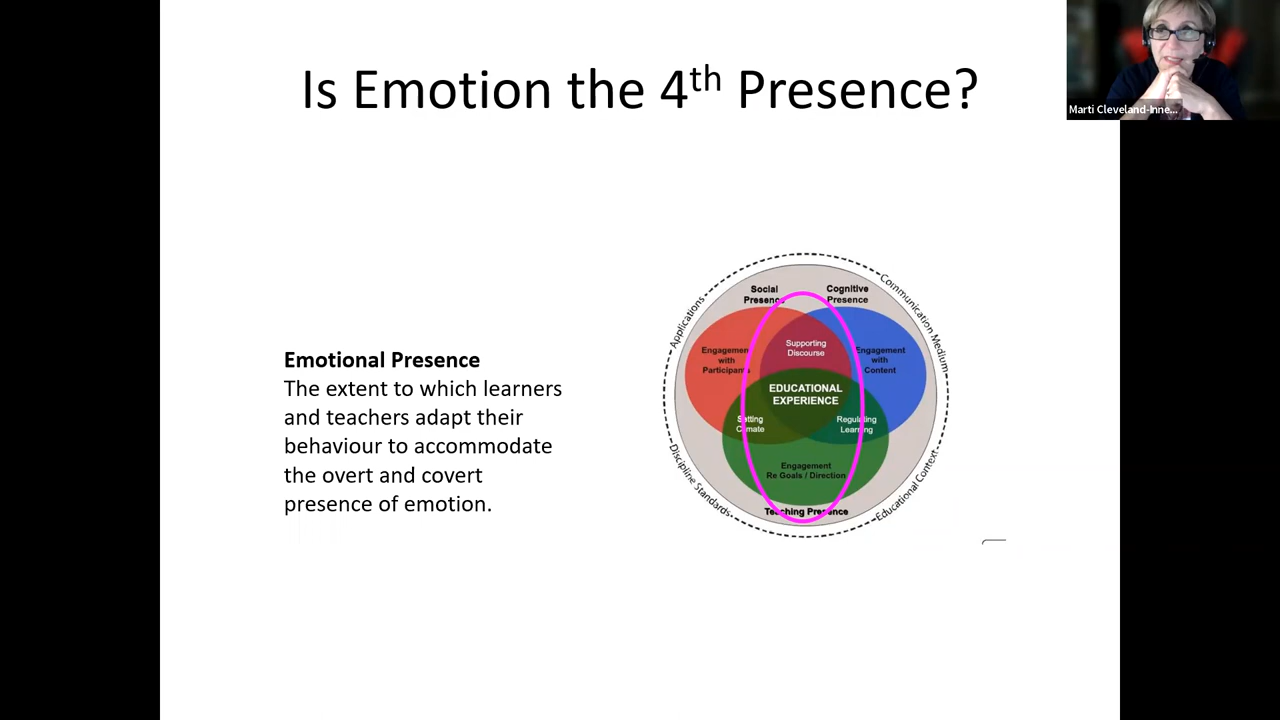 Is Emotion the 4th Presence?
Marti Cleveland-Inne...
Emotional Presence
The extent to which learners
and teachers adapt their
behaviour to accommodate
the overt and covert
presence of emotion.
Applications
Communication Medium
Social
Presence
Cognitive
Presence
Engagement
with
Participants
Supporting
Discourse
Engagement
with
Content
EDUCATIONAL
EXPERIENCE
Setting
Climate
Regulating
Learning
Engagement
Re Goals / Direction
Teaching Presence
Discipline Standards
Educational Context